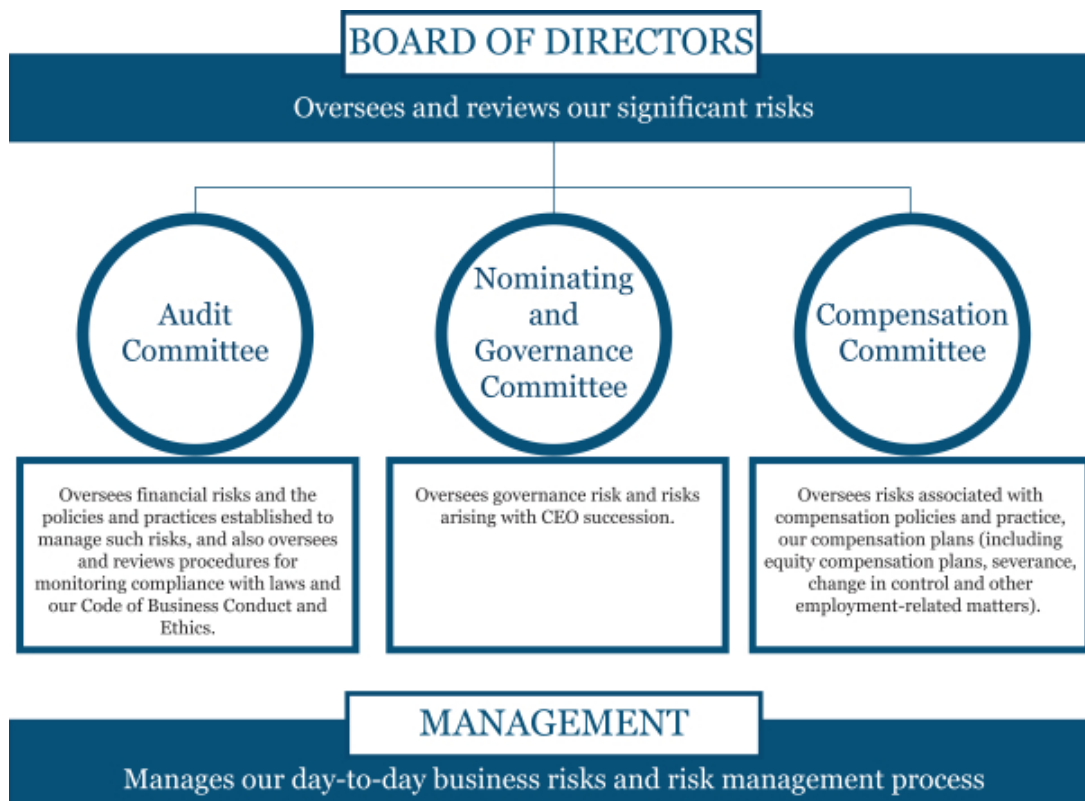 BOARD OF DIRECTORS
Oversees and reviews our significant risks
Audit
Committee
Nominating
and
Governance
Committee
Compensation
Committee
Oversees financial risks and the
policies and practices established to
manage such risks, and also oversees
and reviews procedures for
monitoring compliance with laws and
our Code of Business Conduct and
Ethics.
Oversees governance risk and risks
arising with CEO succession.
Oversees risks associated with
compensation policies and practice,
our compensation plans (including
equity compensation plans, severance,
change in control and other
employment-related matters).
MANAGEMENT
Manages our day-to-day business risks and risk management process